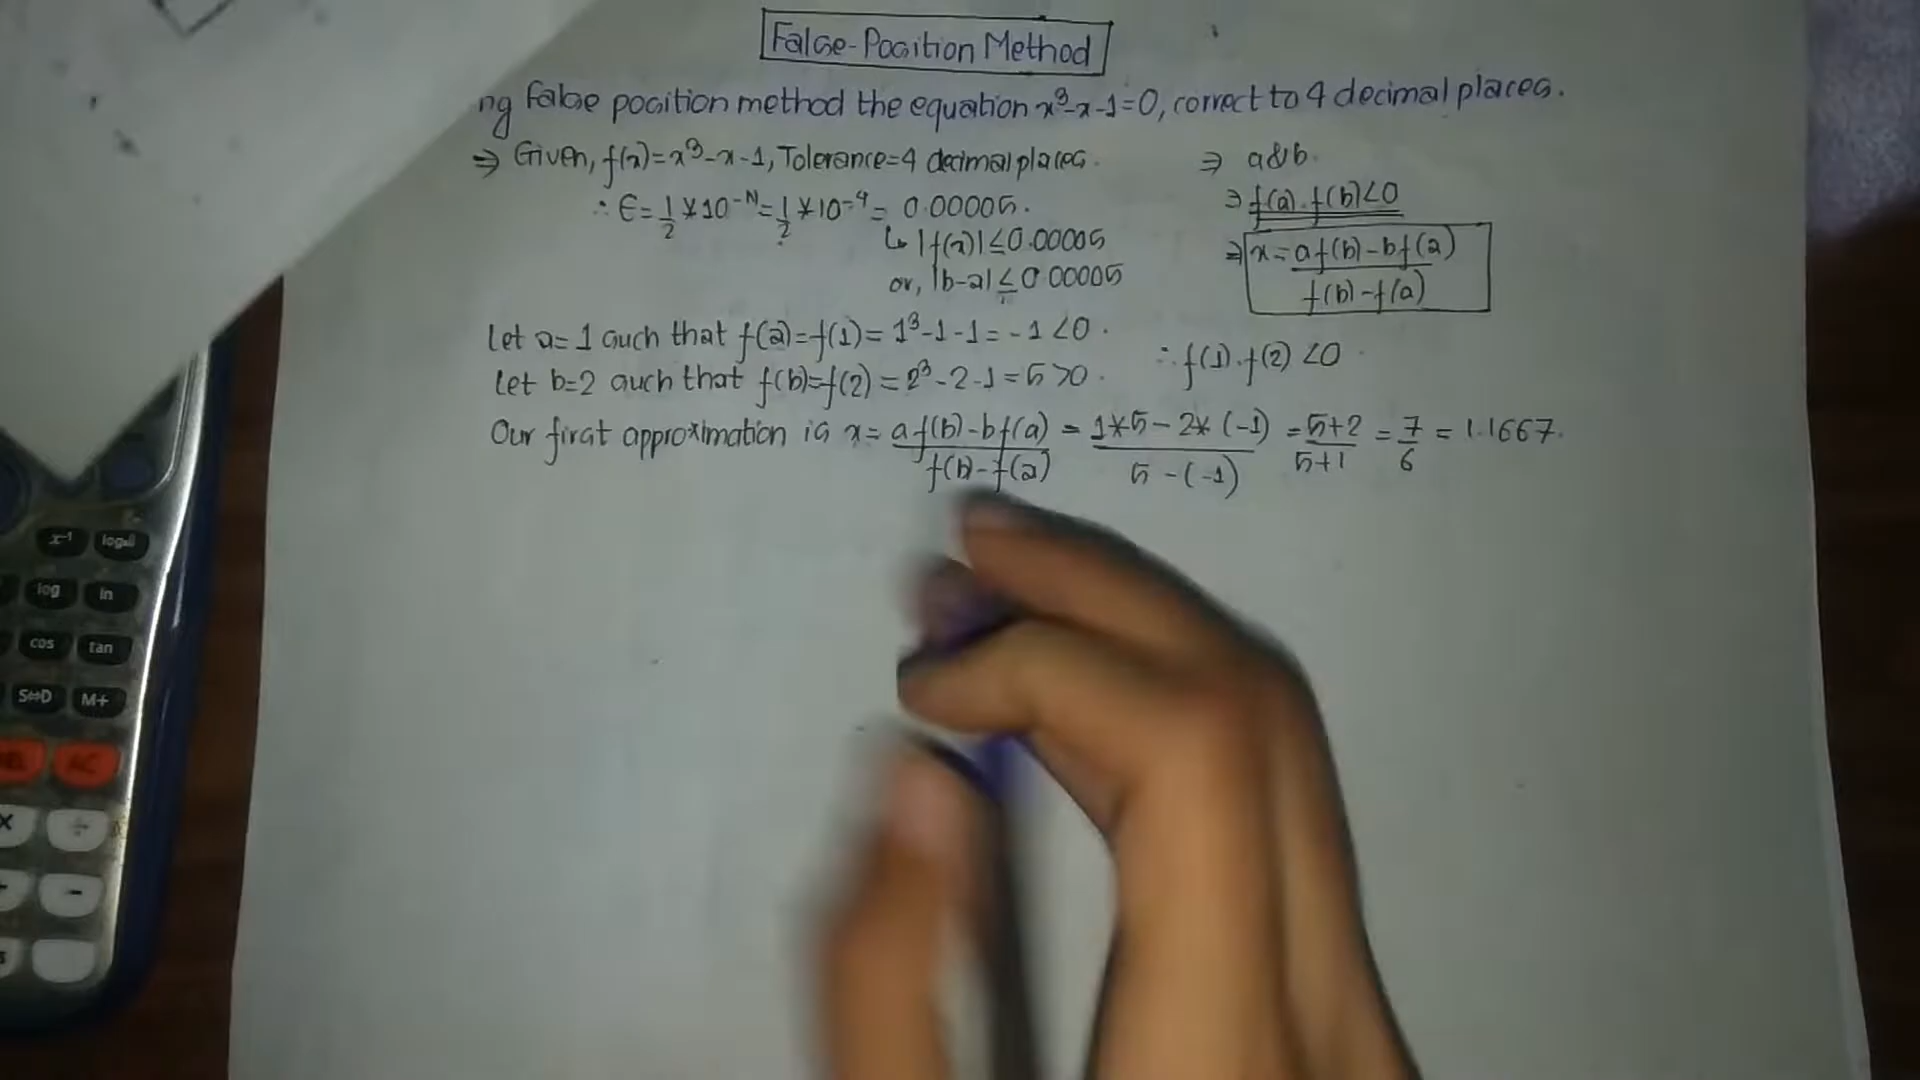 False-Position Method
ng false position method the equation x³-x-1=0, correct to 4 decimal places.
⇒ Given, f(x)=x³-x-1, Tolerance=4 decimal places.
∴ Є=1/2*10^-N=1/2*10^-4= 0.00005.
↳ |f(x)|≤0.00005
or, |b-a|≤0.00005
⇒ a&b.
⇒ f(a).f(b)<0
⇒ x= af(b)-bf(a) / f(b)-f(a)
Let a=1 such that f(a)=f(1)= 1³-1-1=-1<0.
Let b=2 such that f(b)=f(2)=2³-2-1=5>0.
∴ f(1).f(2)<0
Our first approximation is x= af(b)-bf(a) / f(b)-f(a) = 1*5-2*(-1) / 5-(-1) = 5+2 / 5+1 = 7/6 = 1.1667.
x⁻¹
log
ln
cos
tan
S⇔D
M+
AC
×
÷
-